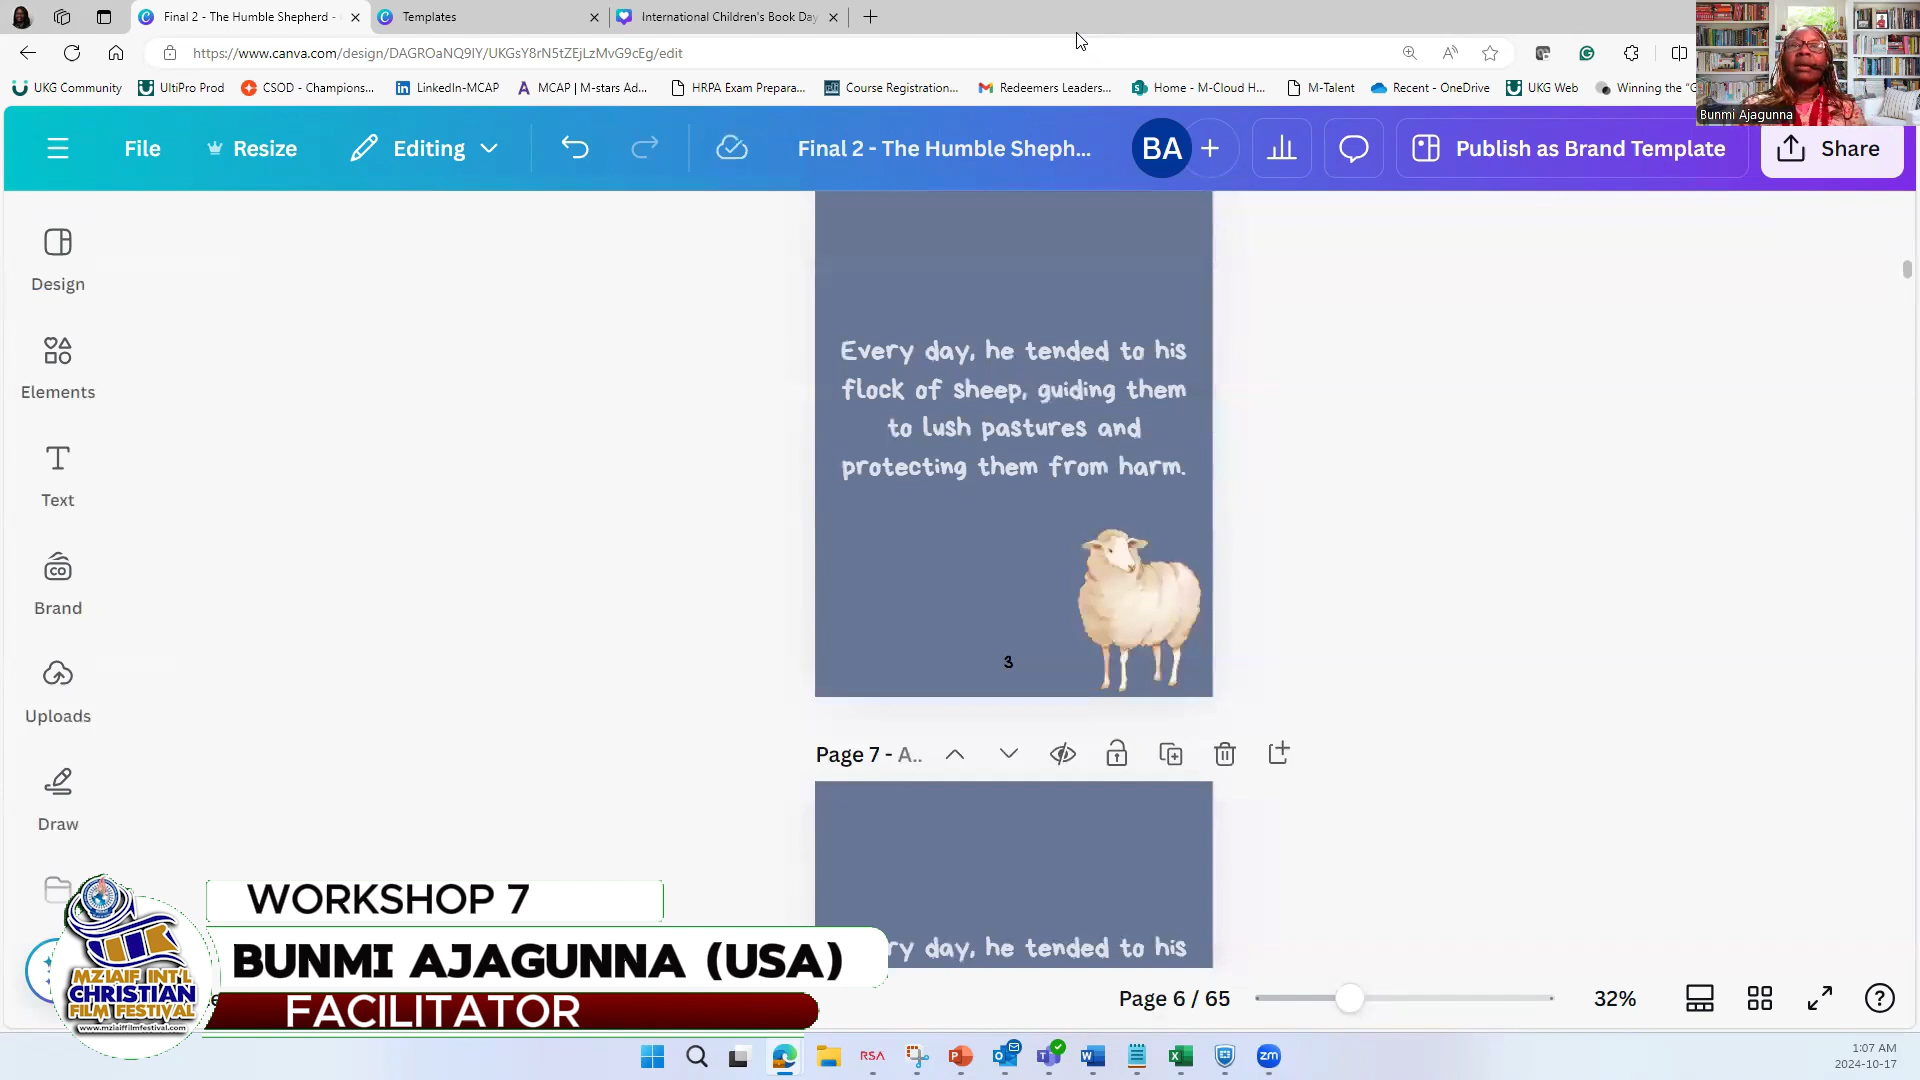 Final 2 - The Humble Shepherd -
Templates
International Children's Book Day
https://www.canva.com/design/DAGROaNQ9IY/UKGsY8rN5tZEjLzMvG9cEg/edit
UKG Community
UltiPro Prod
CSOD - Champions...
LinkedIn-MCAP
MCAP | M-stars Ad...
HRPA Exam Prepara...
Course Registration...
Redeemers Leaders...
Home - M-Cloud H...
M-Talent
Recent - OneDrive
UKG Web
Winning the
Bunmi Ajagunna
File
Resize
Editing
Final 2 - The Humble Sheph...
BA
Publish as Brand Template
Share
Design
Elements
Text
Brand
Uploads
Draw
Every day, he tended to his
flock of sheep, guiding them
to lush pastures and
protecting them from harm.
3
Page 7 - A..
ry day, he tended to his
WORKSHOP 7
BUNMI AJAGUNNA (USA)
FACILITATOR
MZIAIF INT'L
CHRISTIAN
FILM FESTIVAL
www.mziaiffilmfestival.com
Page 6 / 65
32%
RSA
zm
1:07 AM
2024-10-17